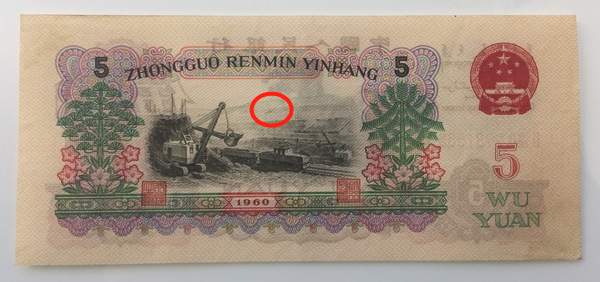 5 ZHONGGUO RENMIN YINHANG 5
5
WU
YUAN
1960